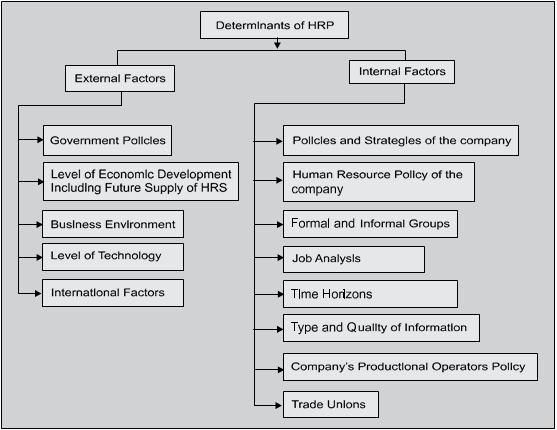 Determinants of HRP
External Factors
Government Policies
Level of Economic Development
Including Future Supply of HRS
Business Environment
Level of Technology
International Factors
Internal Factors
Policies and Strategies of the company
Human Resource Policy of the
company
Formal and Informal Groups
Job Analysis
Time Horizons
Type and Quality of Information
Company's Productional Operators Policy
Trade Unions